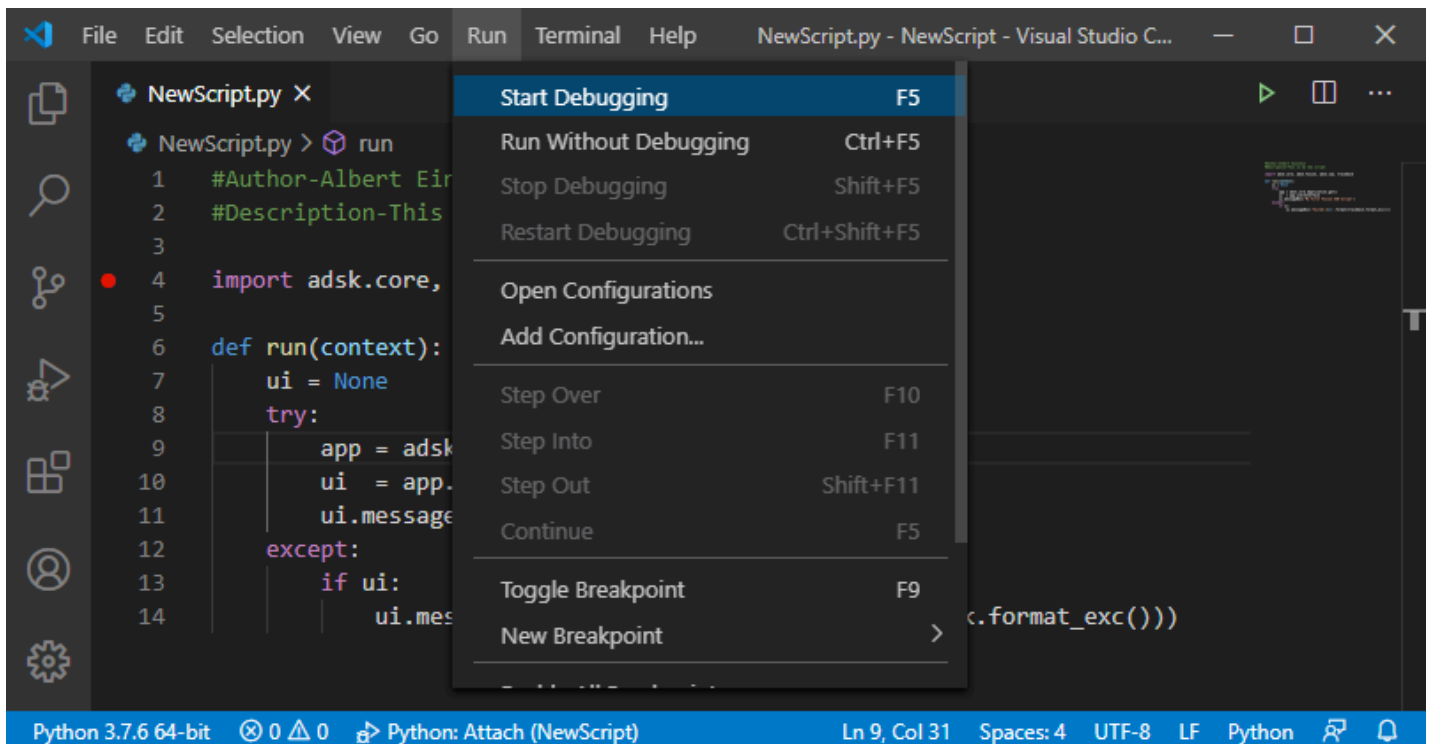 File Edit Selection View Go Run Terminal Help NewScript.py - NewScript - Visual Studio C...
NewScript.py
NewScript.py > run
Start Debugging F5
Run Without Debugging Ctrl+F5
Stop Debugging Shift+F5
Restart Debugging Ctrl+Shift+F5
Open Configurations
Add Configuration...
Step Over F10
Step Into F11
Step Out Shift+F11
Continue F5
Toggle Breakpoint F9
New Breakpoint
1 #Author-Albert Ein
2 #Description-This
3
4 import adsk.core,
5
6 def run(context):
7 ui = None
8 try:
9 app = adsk
10 ui = app.
11 ui.message
12 except:
13 if ui:
14 ui.mes .format_exc()))
Python 3.7.6 64-bit 0 0 Python: Attach (NewScript) Ln 9, Col 31 Spaces: 4 UTF-8 LF Python